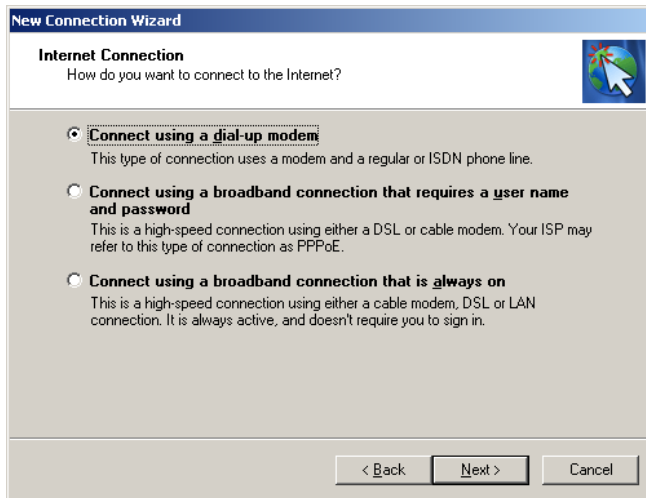 New Connection Wizard
Internet Connection
How do you want to connect to the Internet?
Connect using a dial-up modem
This type of connection uses a modem and a regular or ISDN phone line.
Connect using a broadband connection that requires a user name
and password
This is a high-speed connection using either a DSL or cable modem. Your ISP may
refer to this type of connection as PPPoE.
Connect using a broadband connection that is always on
This is a high-speed connection using either a cable modem, DSL or LAN
connection. It is always active, and doesn't require you to sign in.
< Back Next > Cancel